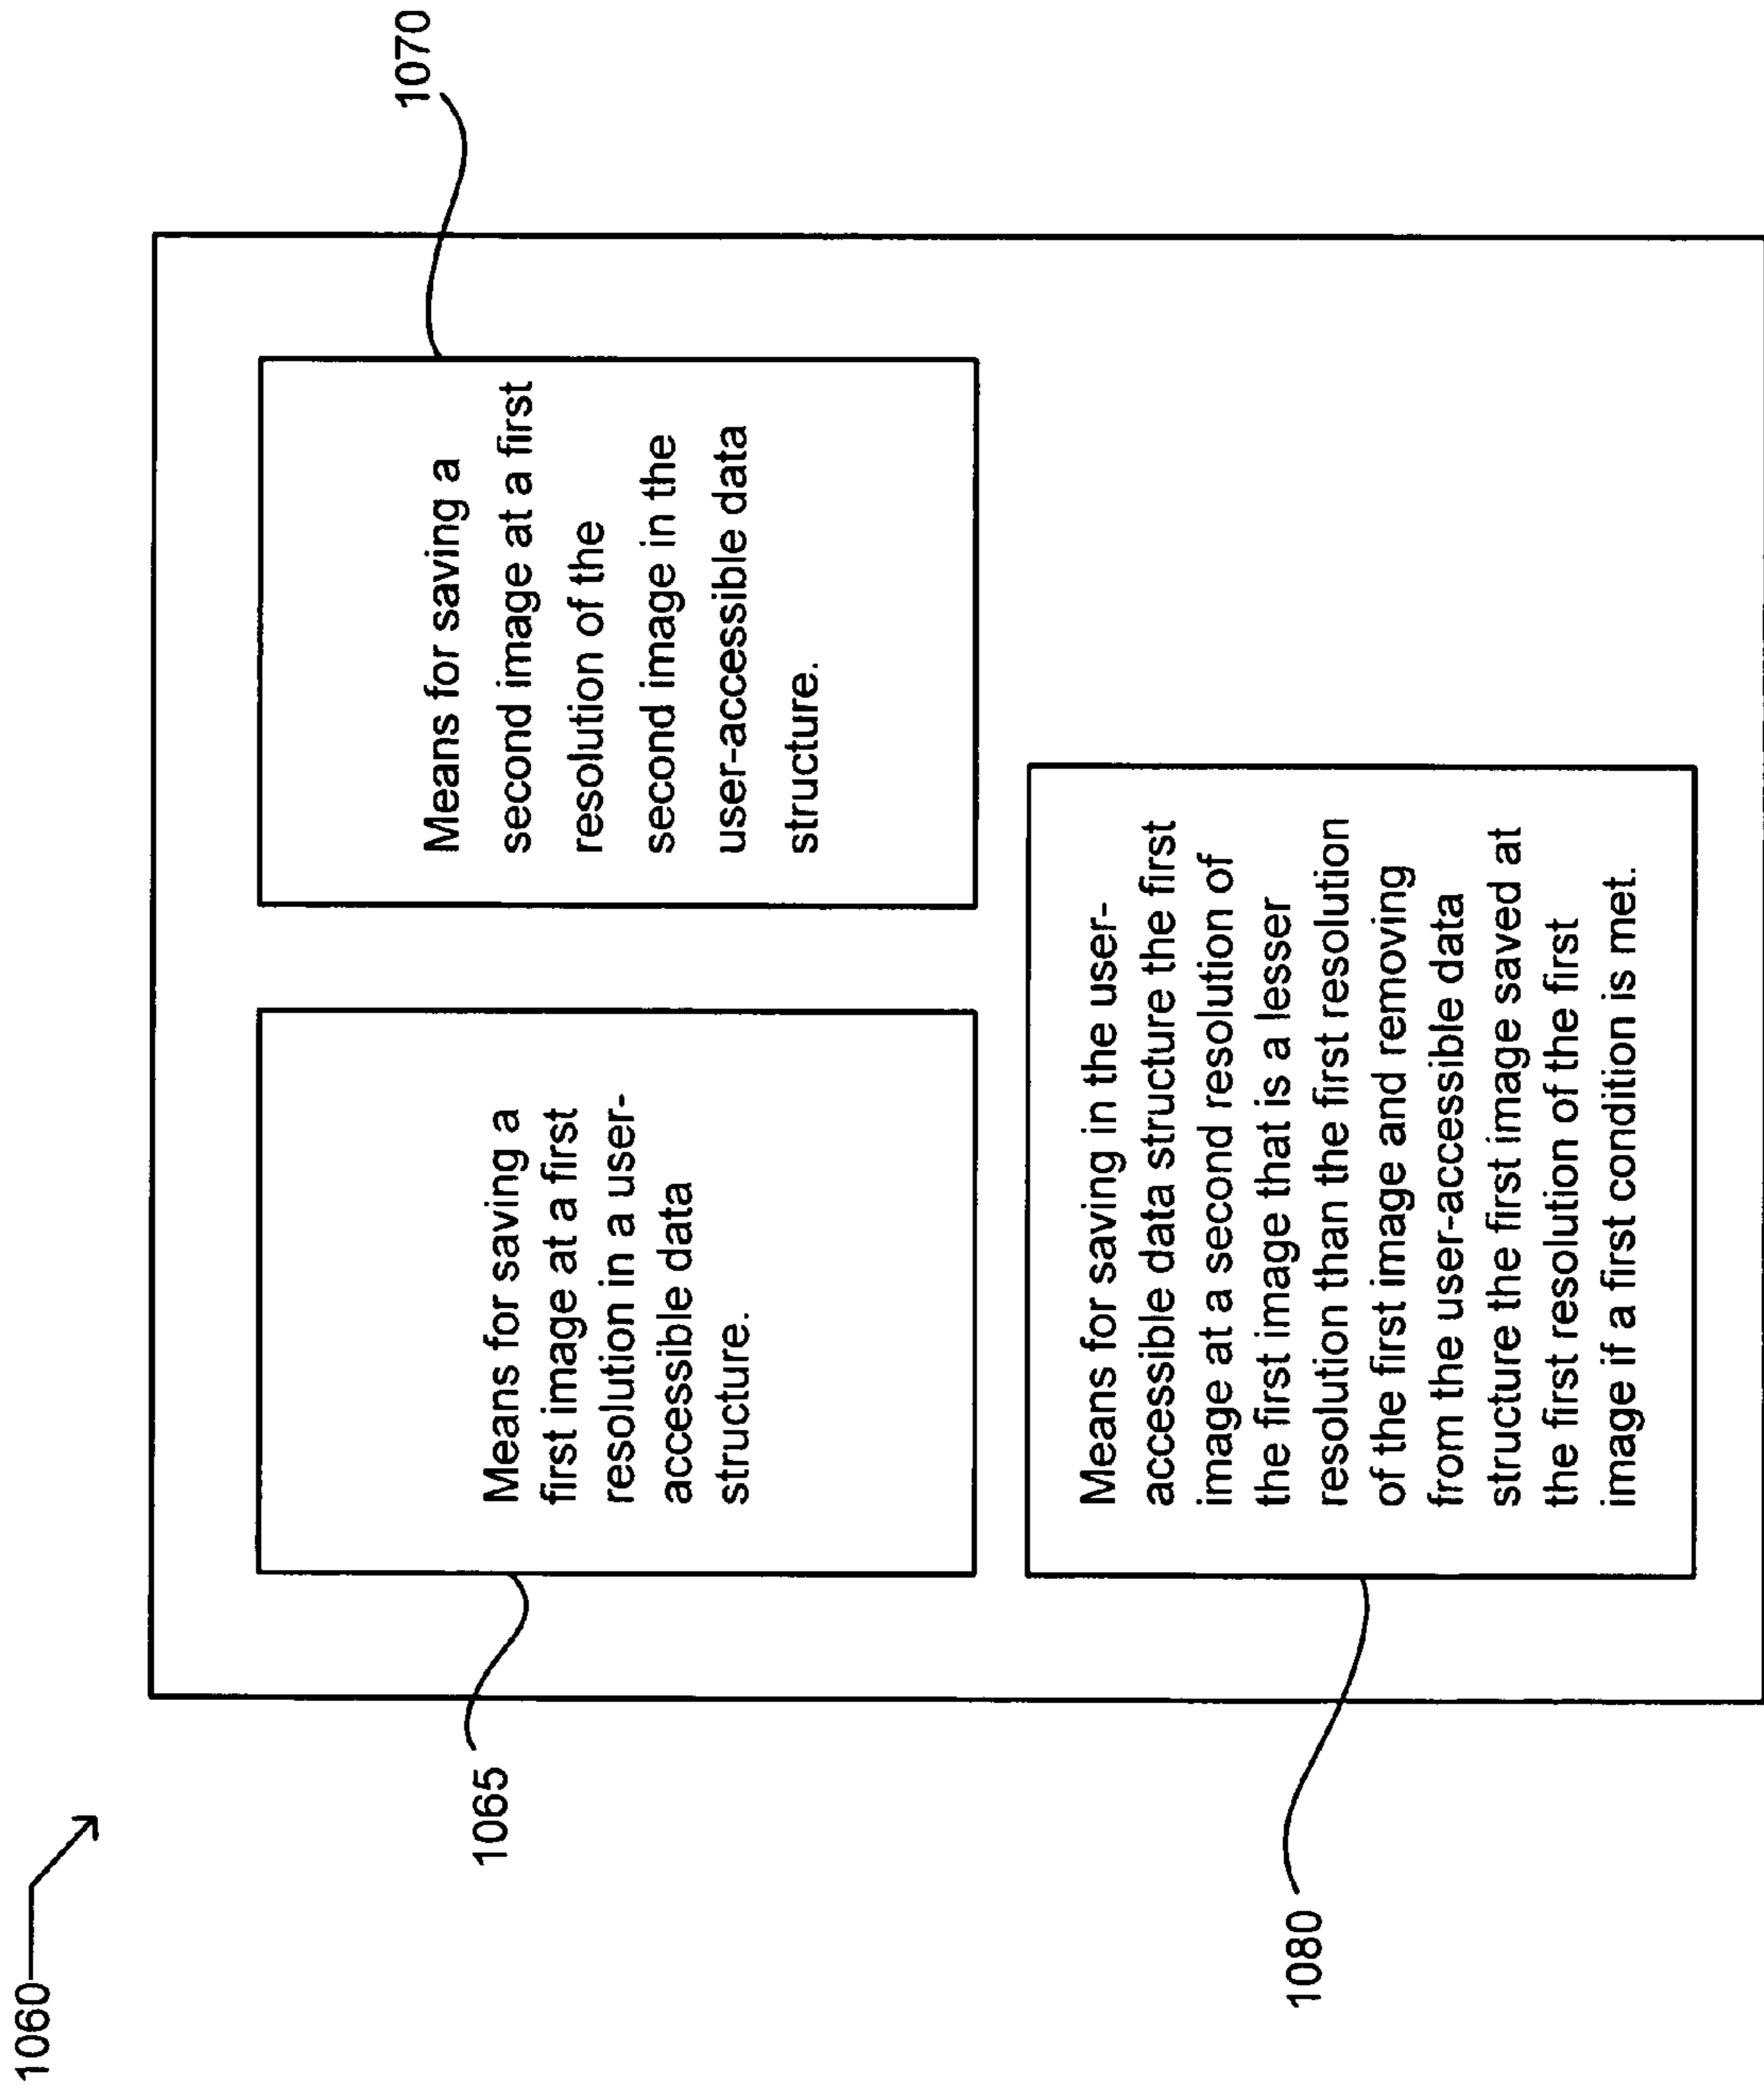 1060
1065
Means for saving a
first image at a first
resolution in a user-
accessible data
structure.
1070
Means for saving a
second image at a first
resolution of the
second image in the
user-accessible data
structure.
1080
Means for saving in the user-
accessible data structure the first
image at a second resolution of
the first image that is a lesser
resolution than the first resolution
of the first image and removing
from the user-accessible data
structure the first image saved at
the first resolution of the first
image if a first condition is met.